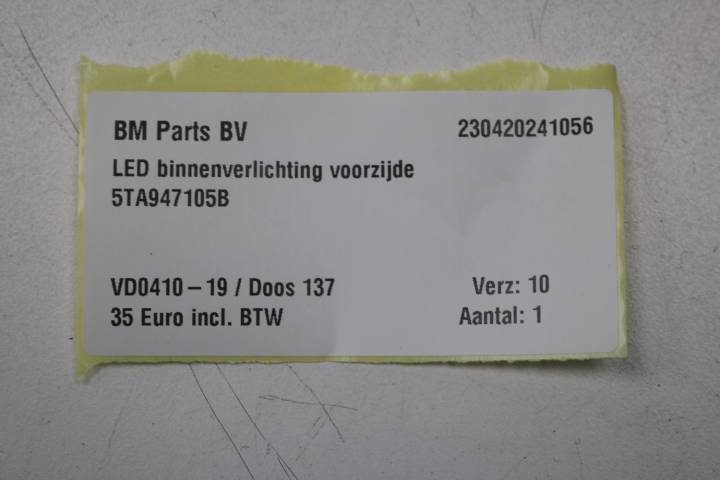 BM Parts BV 230420241056
LED binnenverlichting voorzijde
5TA947105B
VD0410-19 / Doos 137 Verz: 10
35 Euro incl. BTW Aantal: 1